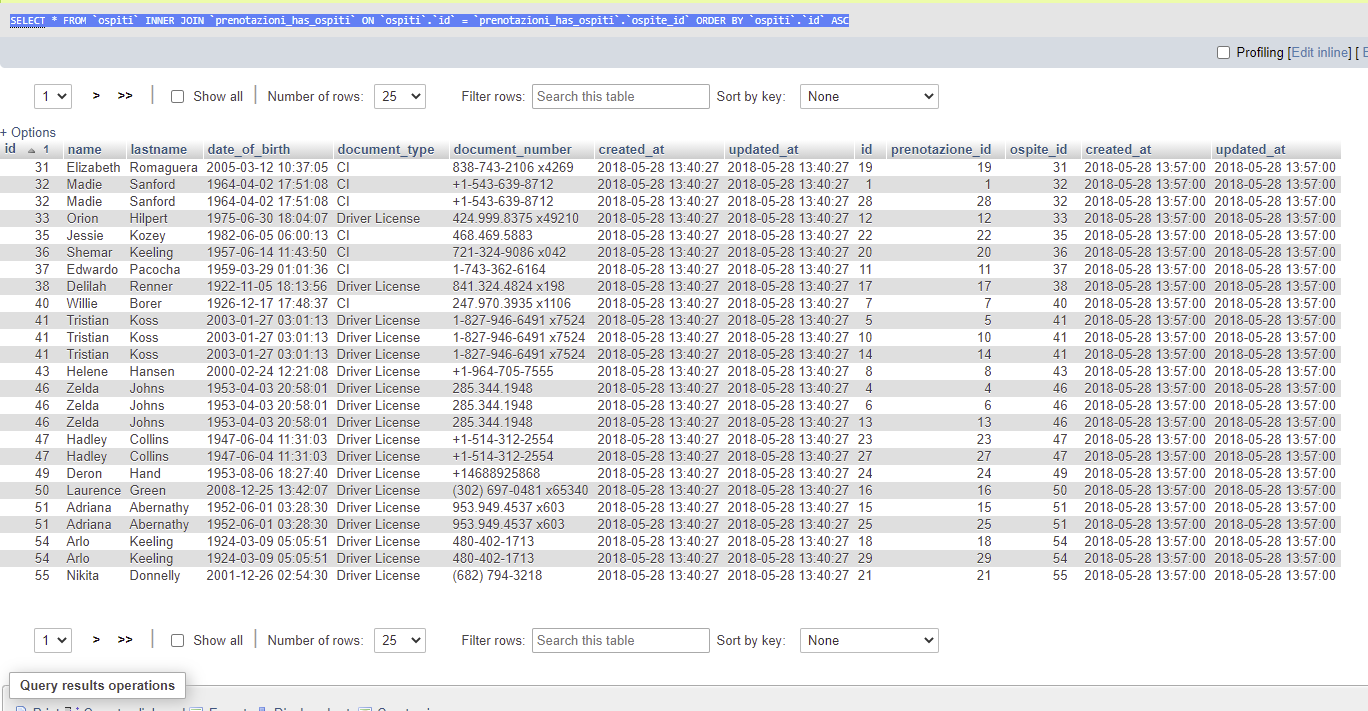 SELECT * FROM `ospiti` INNER JOIN `prenotazioni_has_ospiti` ON `ospiti`.`id` = `prenotazioni_has_ospiti`.`ospite_id` ORDER BY `ospiti`.`id` ASC
Profiling [Edit inline] [ E
1 > >> Show all Number of rows: 25 Filter rows: Search this table Sort by key: None
+ Options
id 1 name lastname date_of_birth document_type document_number created_at updated_at id prenotazione_id ospite_id created_at updated_at
31 Elizabeth Romaguera 2005-03-12 10:37:05 CI 838-743-2106 x4269 2018-05-28 13:40:27 2018-05-28 13:40:27 19 19 31 2018-05-28 13:57:00 2018-05-28 13:57:00
32 Madie Sanford 1964-04-02 17:51:08 CI +1-543-639-8712 2018-05-28 13:40:27 2018-05-28 13:40:27 1 1 32 2018-05-28 13:57:00 2018-05-28 13:57:00
32 Madie Sanford 1964-04-02 17:51:08 CI +1-543-639-8712 2018-05-28 13:40:27 2018-05-28 13:40:27 28 28 32 2018-05-28 13:57:00 2018-05-28 13:57:00
33 Orion Hilpert 1975-06-30 18:04:07 Driver License 424.999.8375 x49210 2018-05-28 13:40:27 2018-05-28 13:40:27 12 12 33 2018-05-28 13:57:00 2018-05-28 13:57:00
35 Jessie Kozey 1982-06-05 06:00:13 CI 468.469.5883 2018-05-28 13:40:27 2018-05-28 13:40:27 22 22 35 2018-05-28 13:57:00 2018-05-28 13:57:00
36 Shemar Keeling 1957-06-14 11:43:50 CI 721-324-9086 x042 2018-05-28 13:40:27 2018-05-28 13:40:27 20 20 36 2018-05-28 13:57:00 2018-05-28 13:57:00
37 Edwardo Pacocha 1959-03-29 01:01:36 CI 1-743-362-6164 2018-05-28 13:40:27 2018-05-28 13:40:27 11 11 37 2018-05-28 13:57:00 2018-05-28 13:57:00
38 Delilah Renner 1922-11-05 18:13:56 Driver License 841.324.4824 x198 2018-05-28 13:40:27 2018-05-28 13:40:27 17 17 38 2018-05-28 13:57:00 2018-05-28 13:57:00
40 Willie Borer 1926-12-17 17:48:37 CI 247.970.3935 x1106 2018-05-28 13:40:27 2018-05-28 13:40:27 7 7 40 2018-05-28 13:57:00 2018-05-28 13:57:00
41 Tristian Koss 2003-01-27 03:01:13 Driver License 1-827-946-6491 x7524 2018-05-28 13:40:27 2018-05-28 13:40:27 5 5 41 2018-05-28 13:57:00 2018-05-28 13:57:00
41 Tristian Koss 2003-01-27 03:01:13 Driver License 1-827-946-6491 x7524 2018-05-28 13:40:27 2018-05-28 13:40:27 10 10 41 2018-05-28 13:57:00 2018-05-28 13:57:00
41 Tristian Koss 2003-01-27 03:01:13 Driver License 1-827-946-6491 x7524 2018-05-28 13:40:27 2018-05-28 13:40:27 14 14 41 2018-05-28 13:57:00 2018-05-28 13:57:00
43 Helene Hansen 2000-02-24 12:21:08 Driver License +1-964-705-7555 2018-05-28 13:40:27 2018-05-28 13:40:27 8 8 43 2018-05-28 13:57:00 2018-05-28 13:57:00
46 Zelda Johns 1953-04-03 20:58:01 Driver License 285.344.1948 2018-05-28 13:40:27 2018-05-28 13:40:27 4 4 46 2018-05-28 13:57:00 2018-05-28 13:57:00
46 Zelda Johns 1953-04-03 20:58:01 Driver License 285.344.1948 2018-05-28 13:40:27 2018-05-28 13:40:27 6 6 46 2018-05-28 13:57:00 2018-05-28 13:57:00
46 Zelda Johns 1953-04-03 20:58:01 Driver License 285.344.1948 2018-05-28 13:40:27 2018-05-28 13:40:27 13 13 46 2018-05-28 13:57:00 2018-05-28 13:57:00
47 Hadley Collins 1947-06-04 11:31:03 Driver License +1-514-312-2554 2018-05-28 13:40:27 2018-05-28 13:40:27 23 23 47 2018-05-28 13:57:00 2018-05-28 13:57:00
47 Hadley Collins 1947-06-04 11:31:03 Driver License +1-514-312-2554 2018-05-28 13:40:27 2018-05-28 13:40:27 27 27 47 2018-05-28 13:57:00 2018-05-28 13:57:00
49 Deron Hand 1953-08-06 18:27:40 Driver License +14688925868 2018-05-28 13:40:27 2018-05-28 13:40:27 24 24 49 2018-05-28 13:57:00 2018-05-28 13:57:00
50 Laurence Green 2008-12-25 13:42:07 Driver License (302) 697-0481 x65340 2018-05-28 13:40:27 2018-05-28 13:40:27 16 16 50 2018-05-28 13:57:00 2018-05-28 13:57:00
51 Adriana Abernathy 1952-06-01 03:28:30 Driver License 953.949.4537 x603 2018-05-28 13:40:27 2018-05-28 13:40:27 15 15 51 2018-05-28 13:57:00 2018-05-28 13:57:00
51 Adriana Abernathy 1952-06-01 03:28:30 Driver License 953.949.4537 x603 2018-05-28 13:40:27 2018-05-28 13:40:27 25 25 51 2018-05-28 13:57:00 2018-05-28 13:57:00
54 Arlo Keeling 1924-03-09 05:05:51 Driver License 480-402-1713 2018-05-28 13:40:27 2018-05-28 13:40:27 18 18 54 2018-05-28 13:57:00 2018-05-28 13:57:00
54 Arlo Keeling 1924-03-09 05:05:51 Driver License 480-402-1713 2018-05-28 13:40:27 2018-05-28 13:40:27 29 29 54 2018-05-28 13:57:00 2018-05-28 13:57:00
55 Nikita Donnelly 2001-12-26 02:54:30 Driver License (682) 794-3218 2018-05-28 13:40:27 2018-05-28 13:40:27 21 21 55 2018-05-28 13:57:00 2018-05-28 13:57:00
1 > >> Show all Number of rows: 25 Filter rows: Search this table Sort by key: None
Query results operations